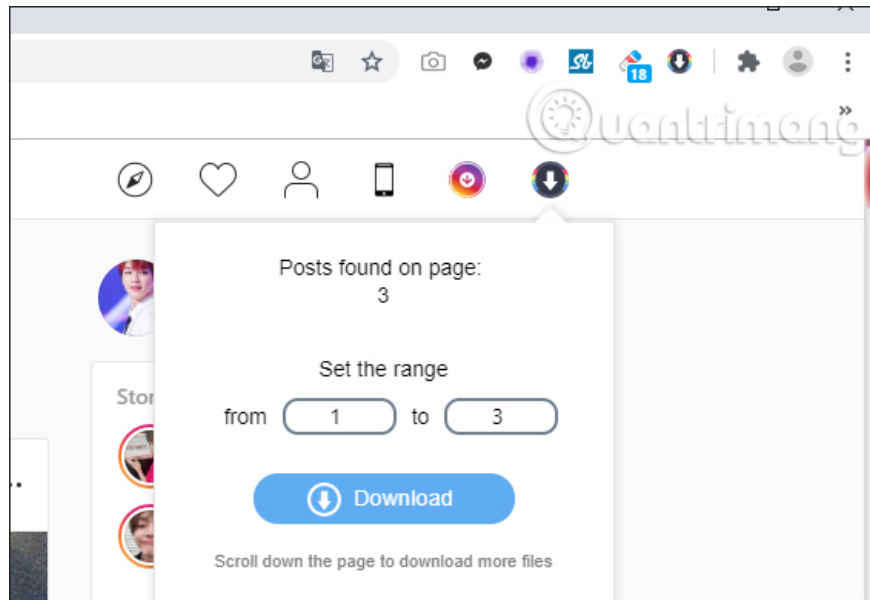 18
Quantrimang
Posts found on page:
3
Set the range
from 1 to 3
Stor
Download
Scroll down the page to download more files